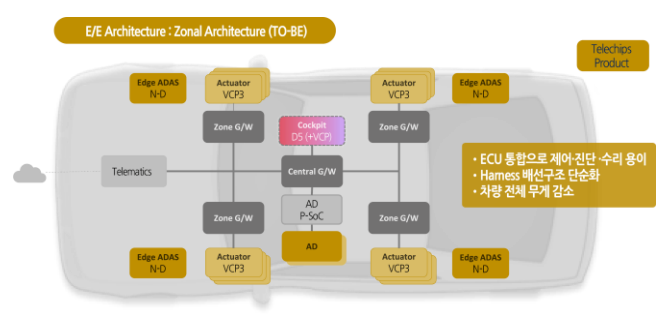 E/E Architecture : Zonal Architecture (TO-BE)
Telechips
Product
Edge ADAS
N-D
Actuator
VCP3
Actuator
VCP3
Edge ADAS
N-D
Zone G/W
Cockpit
D5 (+VCP)
Zone G/W
Telematics
Central G/W
• ECU 통합으로 제어·진단·수리 용이
• Harness 배선구조 단순화
• 차량 전체 무게 감소
AD
P-SoC
Zone G/W
Zone G/W
AD
Edge ADAS
N-D
Actuator
VCP3
Actuator
VCP3
Edge ADAS
N-D